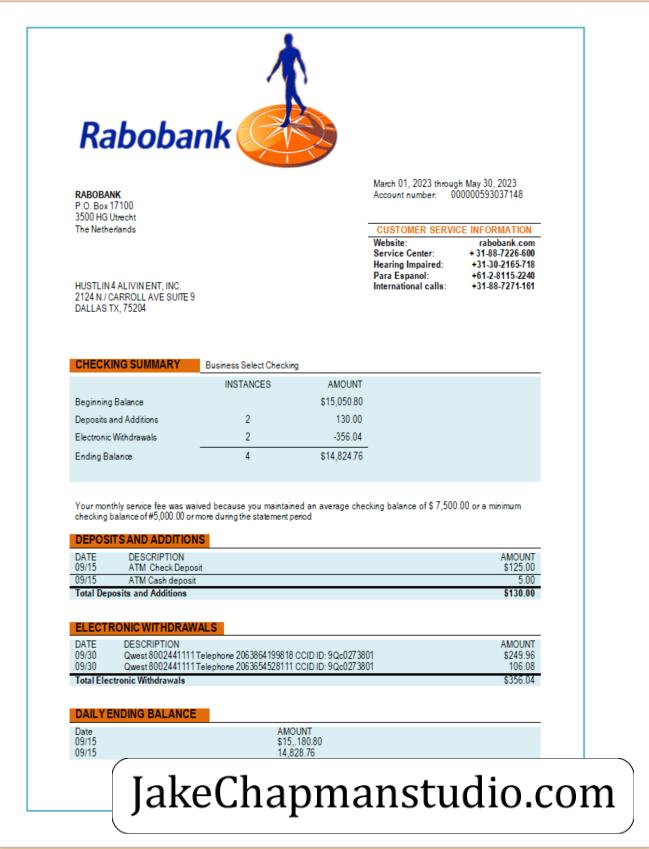 Rabobank
March 01, 2023 through May 30, 2023
Account number: 000000593037148
RABOBANK
P.O. Box 17100
3500 HG Utrecht
The Netherlands
CUSTOMER SERVICE INFORMATION
Website: rabobank.com
Service Center: +31-88-7226-600
Hearing Impaired: +31-30-2165-718
Para Espanol: +61-2-8115-2240
International calls: +31-88-7271-161
HUSTLIN 4 ALIVIN ENT, INC.
2124 N./ CARROLL AVE SUITE 9
DALLAS TX, 75204
CHECKING SUMMARY Business Select Checking
INSTANCES AMOUNT
Beginning Balance $15,050.80
Deposits and Additions 2 130.00
Electronic Withdrawals 2 -356.04
Ending Balance 4 $14,824.76
Your monthly service fee was waived because you maintained an average checking balance of $ 7,500.00 or a minimum
checking balance of #5,000.00 or more during the statement period
DEPOSITS AND ADDITIONS
DATE DESCRIPTION AMOUNT
09/15 ATM Check Deposit $125.00
09/15 ATM Cash deposit 5.00
Total Deposits and Additions $130.00
ELECTRONIC WITHDRAWALS
DATE DESCRIPTION AMOUNT
09/30 Qwest 8002441111 Telephone 2063864199818 CCID ID: 9Qc0273801 $249.96
09/30 Qwest 8002441111 Telephone 2063654528111 CCID ID: 9Qc0273801 106.08
Total Electronic Withdrawals $356.04
DAILY ENDING BALANCE
Date AMOUNT
09/15 $15,.180.80
09/15 14,828.76
JakeChapmanstudio.com